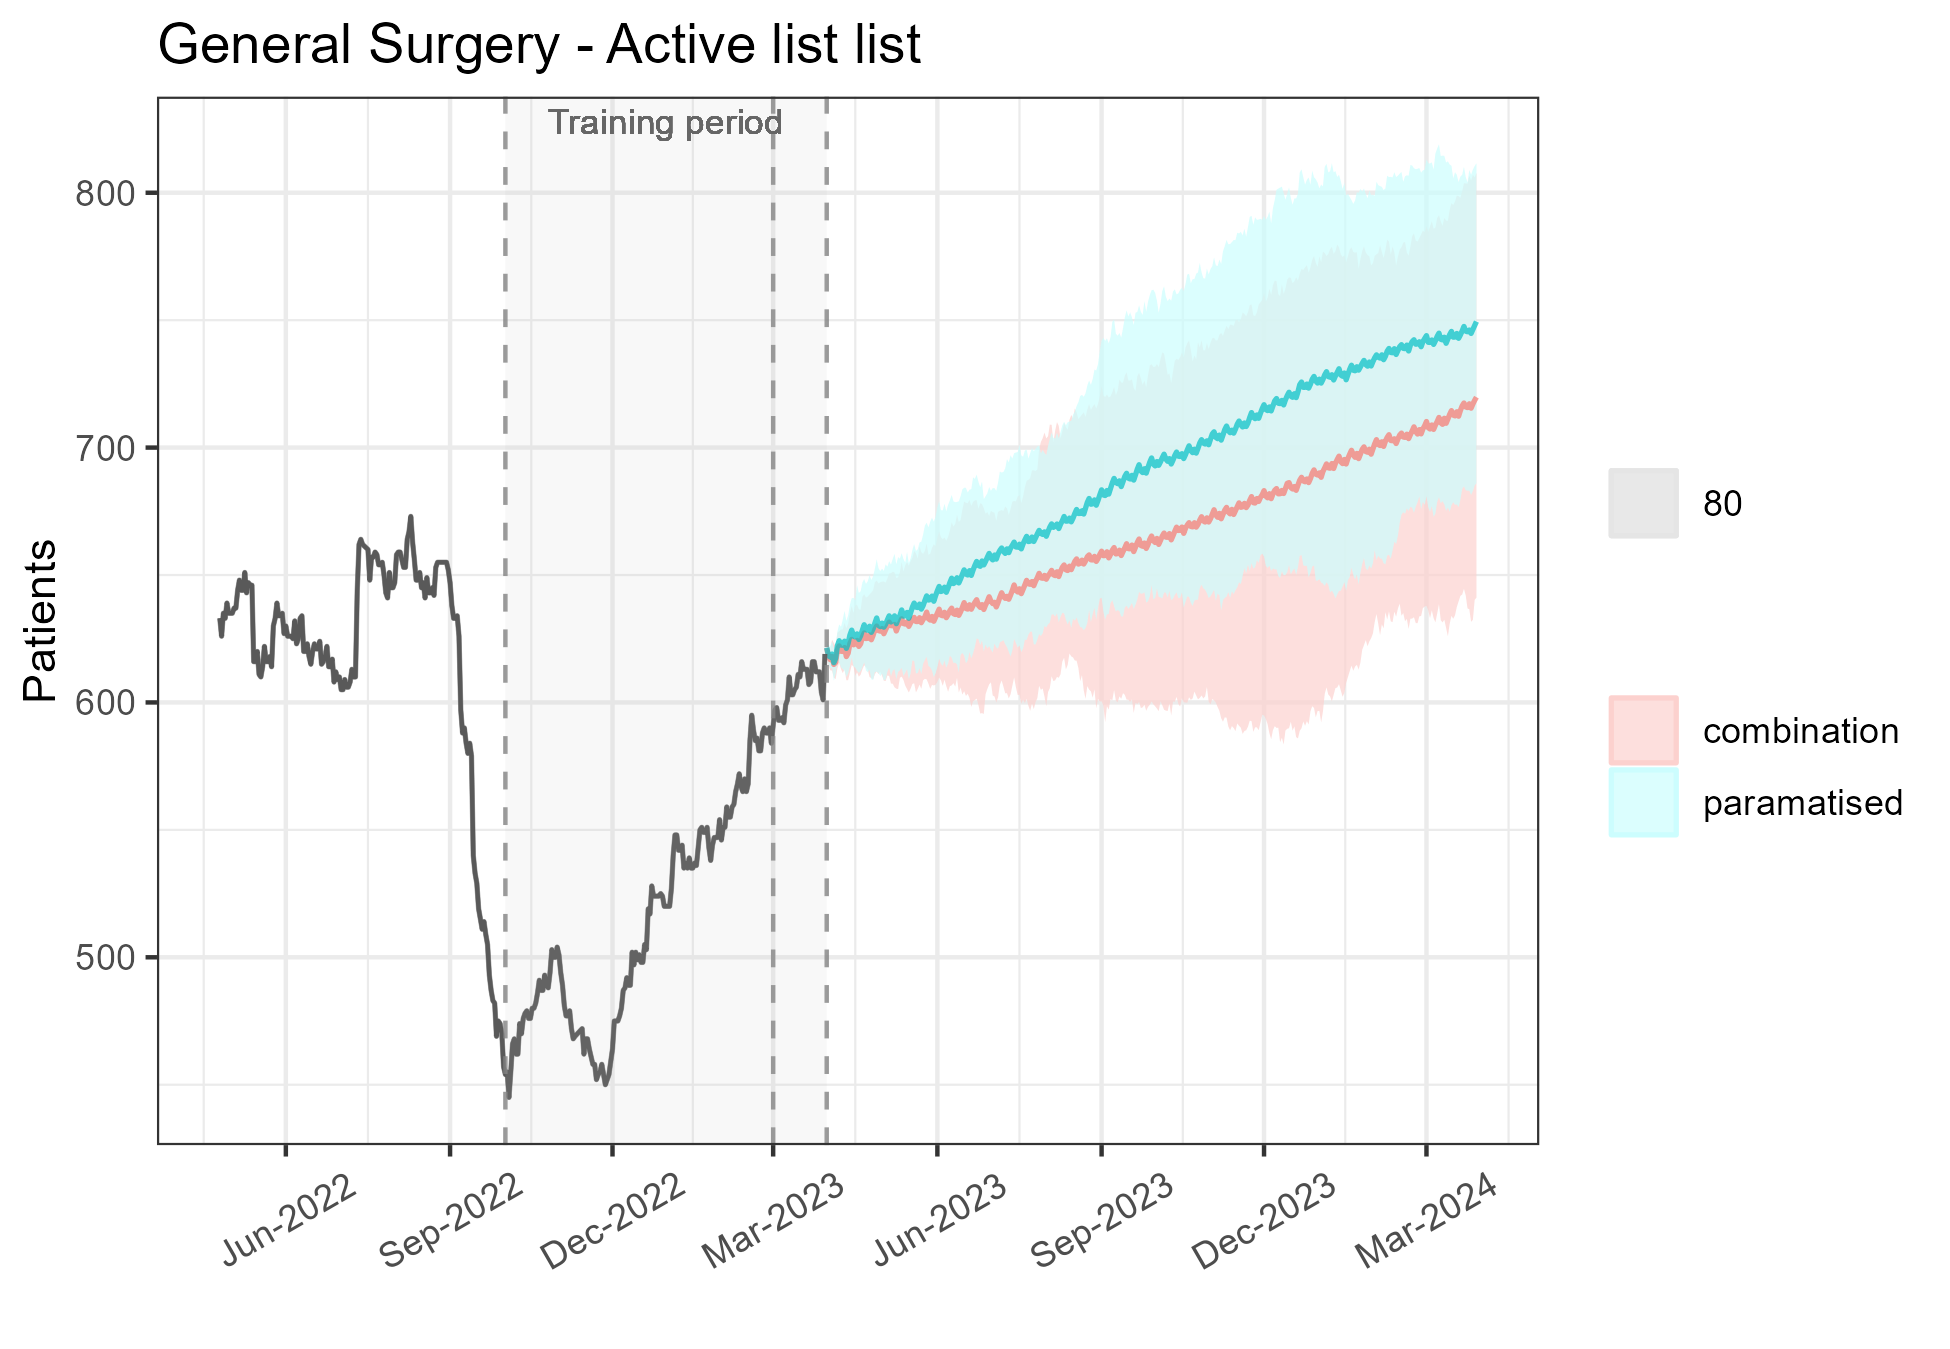 General Surgery - Active list list
Training period
Patients
800
700
600
500
Jun-2022
Sep-2022
Dec-2022
Mar-2023
Jun-2023
Sep-2023
Dec-2023
Mar-2024
80
combination
paramatised